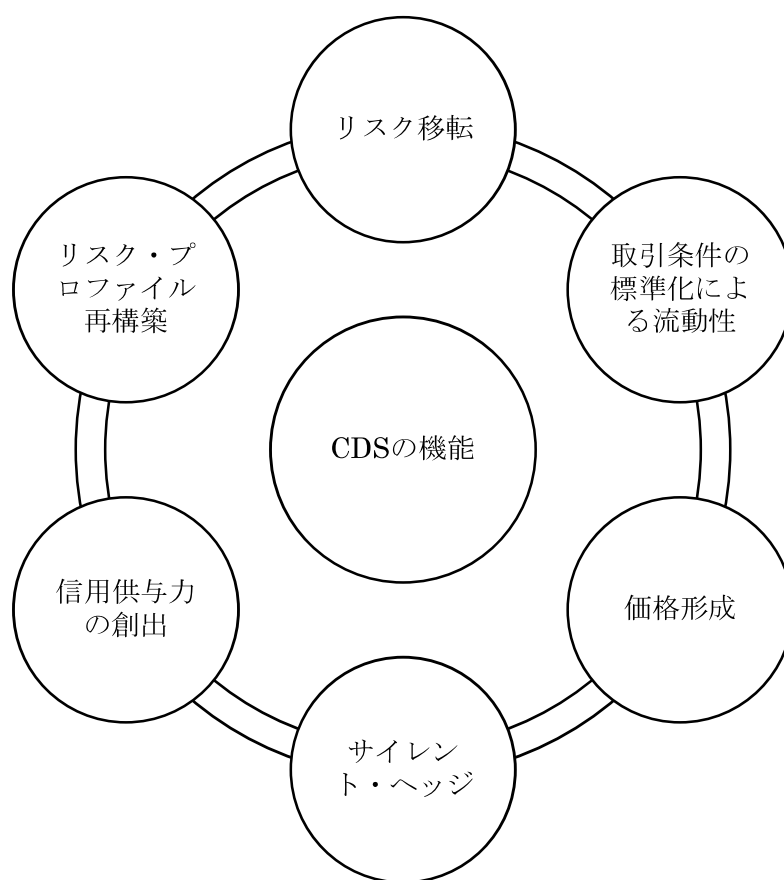 リスク移転
取引条件の
標準化によ
る流動性
価格形成
サイレン
ト・ヘッジ
信用供与力
の創出
リスク・プ
ロファイル
再構築
CDSの機能